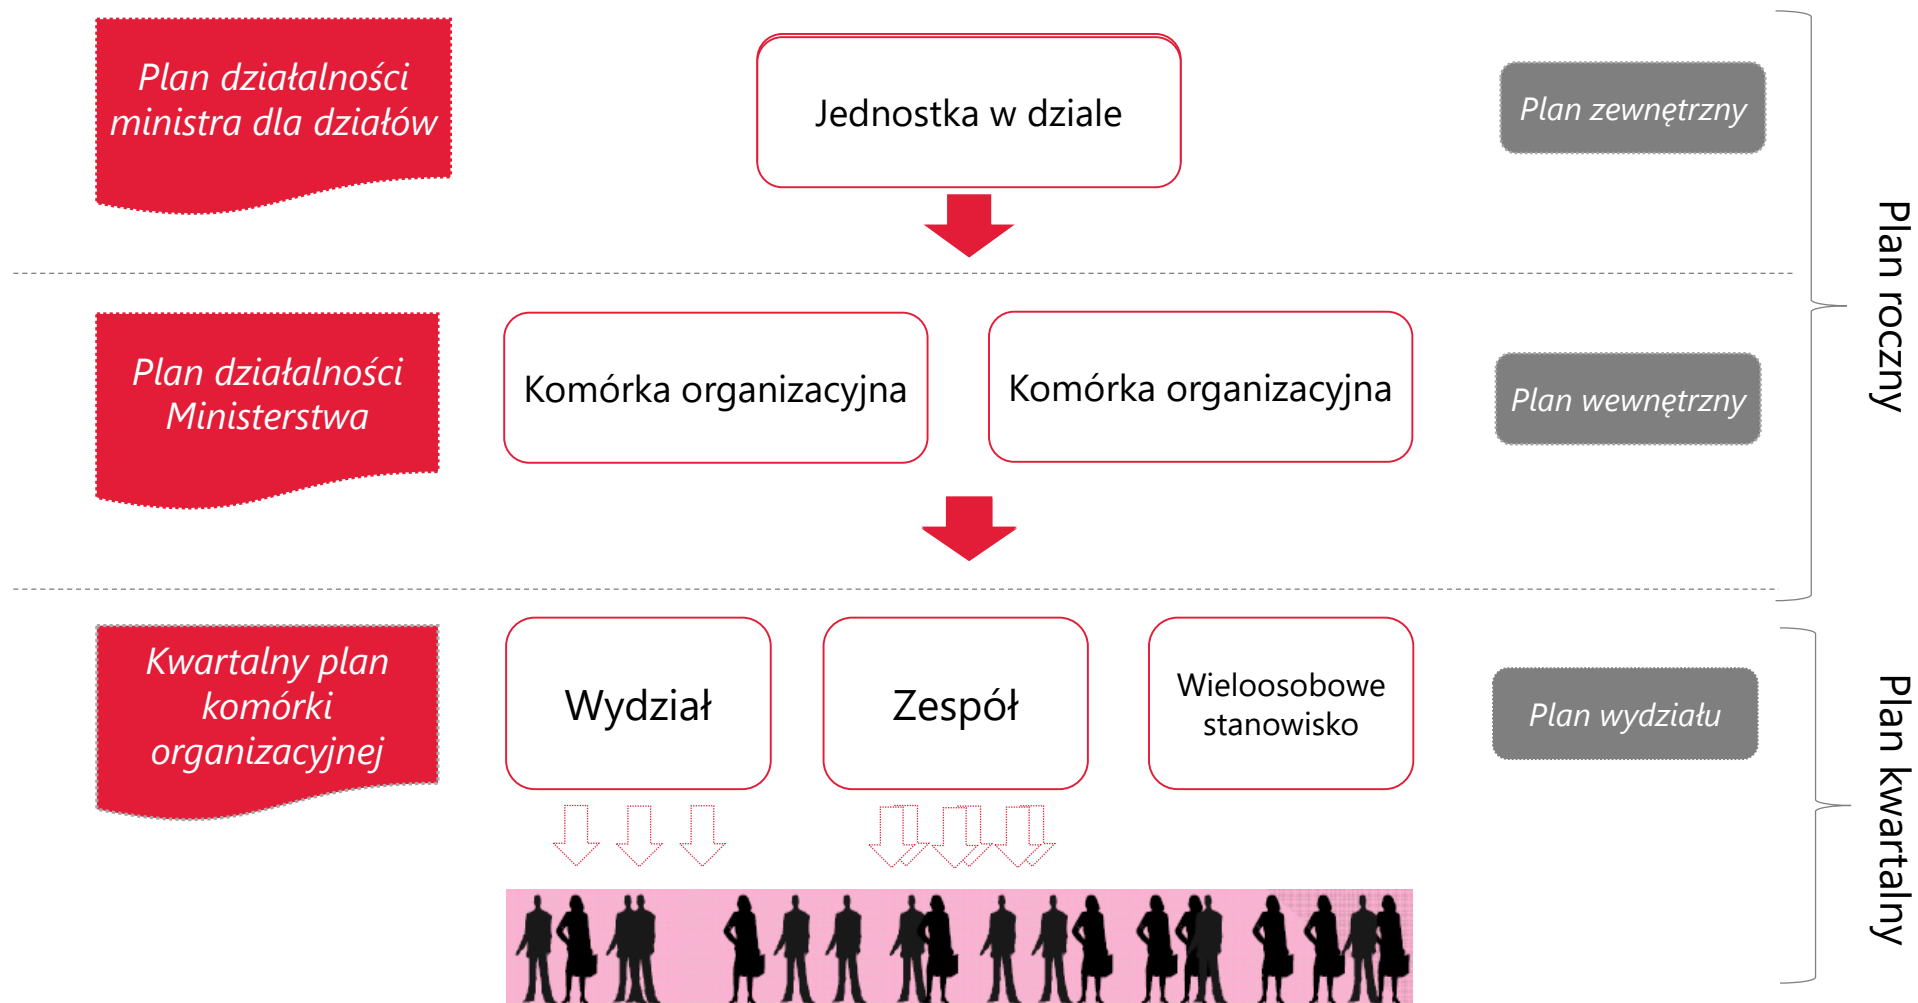 Plan działalności
ministra dla działów
Jednostka w dziale
Plan zewnętrzny
Plan roczny
Plan działalności
Ministerstwa
Komórka organizacyjna
Komórka organizacyjna
Plan wewnętrzny
Kwartalny plan
komórki
organizacyjnej
Wydział
Zespół
Wieloosobowe
stanowisko
Plan wydziału
Plan kwartalny